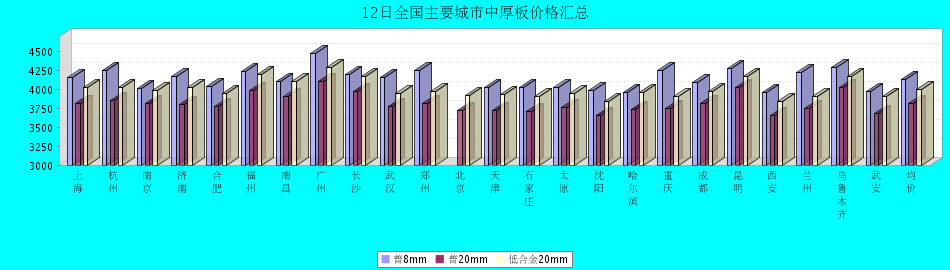 12日全国主要城市中厚板价格汇总
4500
4250
4000
3750
3500
3250
3000
上海
杭州
南京
济南
合肥
福州
南昌
广州
长沙
武汉
郑州
北京
天津
石家庄
太原
沈阳
哈尔滨
重庆
成都
昆明
西安
兰州
乌鲁木齐
武安
均价
普8mm 普20mm 低合金20mm